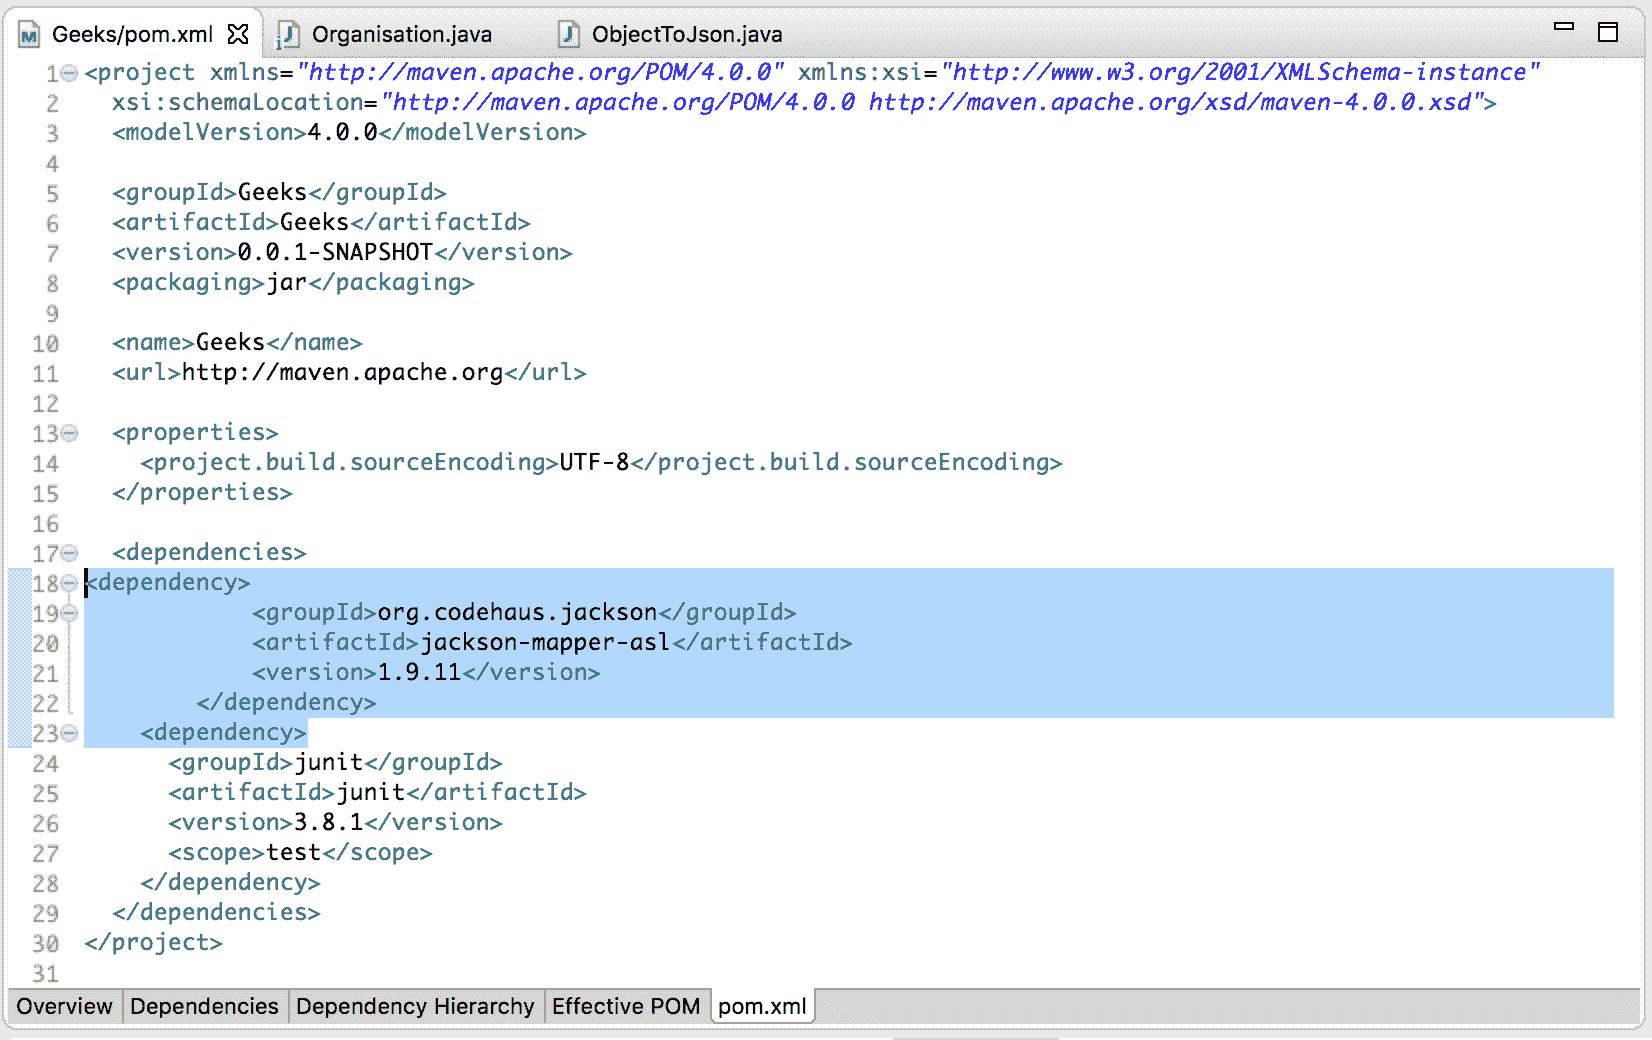 Geeks/pom.xml Organisation.java ObjectToJson.java
1 <project xmlns="http://maven.apache.org/POM/4.0.0" xmlns:xsi="http://www.w3.org/2001/XMLSchema-instance"
2 xsi:schemaLocation="http://maven.apache.org/POM/4.0.0 http://maven.apache.org/xsd/maven-4.0.0.xsd">
3 <modelVersion>4.0.0</modelVersion>
4
5 <groupId>Geeks</groupId>
6 <artifactId>Geeks</artifactId>
7 <version>0.0.1-SNAPSHOT</version>
8 <packaging>jar</packaging>
9
10 <name>Geeks</name>
11 <url>http://maven.apache.org</url>
12
13 <properties>
14 <project.build.sourceEncoding>UTF-8</project.build.sourceEncoding>
15 </properties>
16
17 <dependencies>
18 <dependency>
19 <groupId>org.codehaus.jackson</groupId>
20 <artifactId>jackson-mapper-asl</artifactId>
21 <version>1.9.11</version>
22 </dependency>
23 <dependency>
24 <groupId>junit</groupId>
25 <artifactId>junit</artifactId>
26 <version>3.8.1</version>
27 <scope>test</scope>
28 </dependency>
29 </dependencies>
30 </project>
31
Overview Dependencies Dependency Hierarchy Effective POM pom.xml